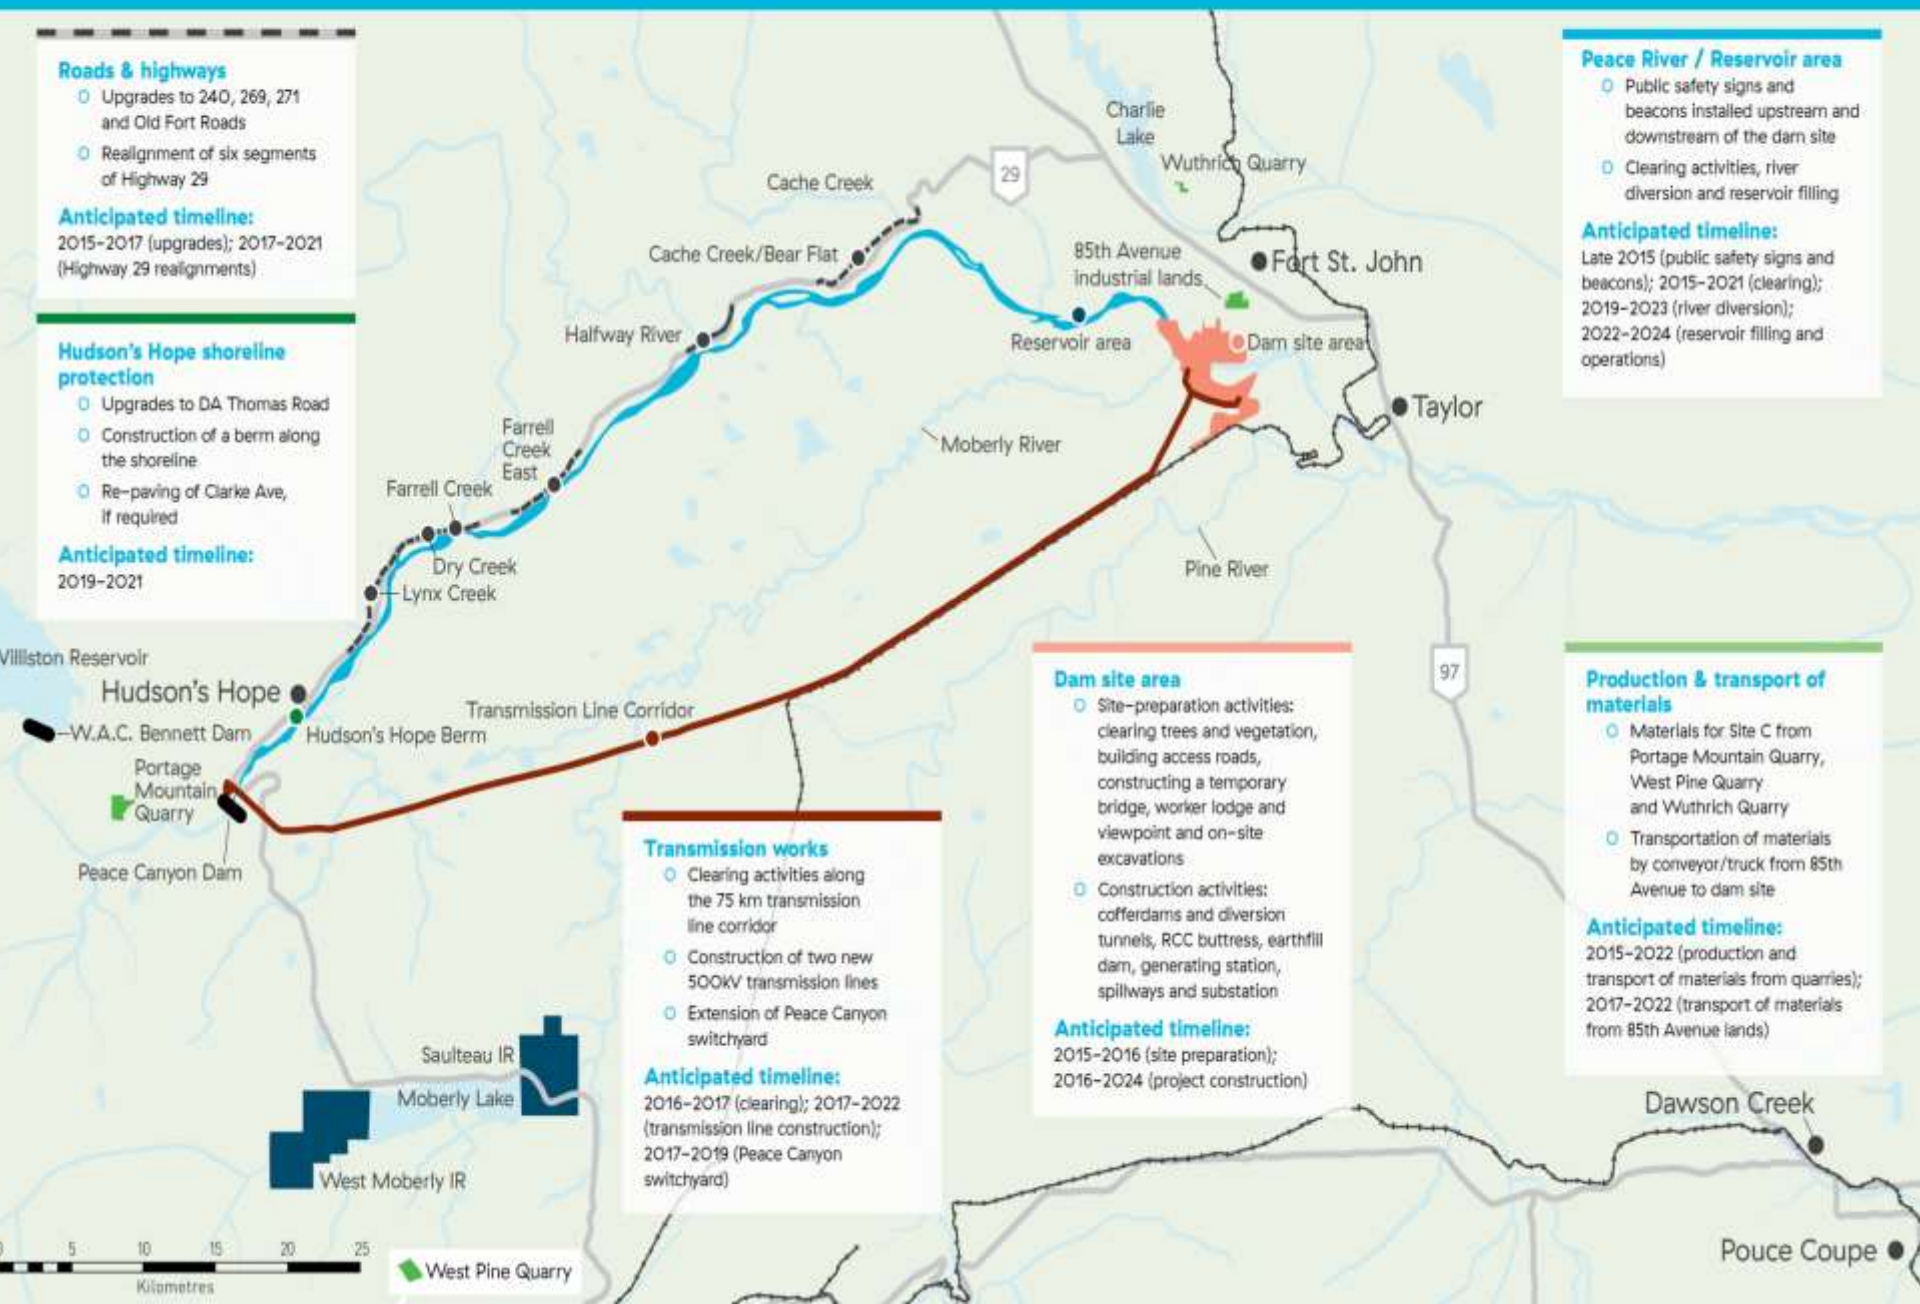 Roads & highways
Upgrades to 240, 269, 271
and Old Fort Roads
Realignment of six segments
of Highway 29
Anticipated timeline:
2015-2017 (upgrades); 2017-2021
(Highway 29 realignments)
Hudson's Hope shoreline
protection
Upgrades to DA Thomas Road
Construction of a berm along
the shoreline
Re-paving of Clarke Ave,
if required
Anticipated timeline:
2019-2021
Peace River / Reservoir area
Public safety signs and
beacons installed upstream and
downstream of the dam site
Clearing activities, river
diversion and reservoir filling
Anticipated timeline:
Late 2015 (public safety signs and
beacons); 2015-2021 (clearing);
2019-2023 (river diversion);
2022-2024 (reservoir filling and
operations)
Charlie
Lake
Wuthrich Quarry
29
Cache Creek
Cache Creek/Bear Flat
85th Avenue
industrial lands
Fort St. John
Halfway River
Reservoir area
Dam site area
Taylor
Farrell
Creek
East
Moberly River
Farrell Creek
Dry Creek
Lynx Creek
Pine River
Williston Reservoir
Hudson's Hope
W.A.C. Bennett Dam
Hudson's Hope Berm
Transmission Line Corridor
97
Portage
Mountain
Quarry
Peace Canyon Dam
Transmission works
Clearing activities along
the 75 km transmission
line corridor
Construction of two new
500kV transmission lines
Extension of Peace Canyon
switchyard
Anticipated timeline:
2016-2017 (clearing); 2017-2022
(transmission line construction);
2017-2019 (Peace Canyon
switchyard)
Dam site area
Site-preparation activities:
clearing trees and vegetation,
building access roads,
constructing a temporary
bridge, worker lodge and
viewpoint and on-site
excavations
Construction activities:
cofferdams and diversion
tunnels, RCC buttress, earthfill
dam, generating station,
spillways and substation
Anticipated timeline:
2015-2016 (site preparation);
2016-2024 (project construction)
Production & transport of
materials
Materials for Site C from
Portage Mountain Quarry,
West Pine Quarry
and Wuthrich Quarry
Transportation of materials
by conveyor/truck from 85th
Avenue to dam site
Anticipated timeline:
2015-2022 (production and
transport of materials from quarries);
2017-2022 (transport of materials
from 85th Avenue lands)
Saulteau IR
Moberly Lake
West Moberly IR
Dawson Creek
Pouce Coupe
0 5 10 15 20 25
Kilometres
West Pine Quarry